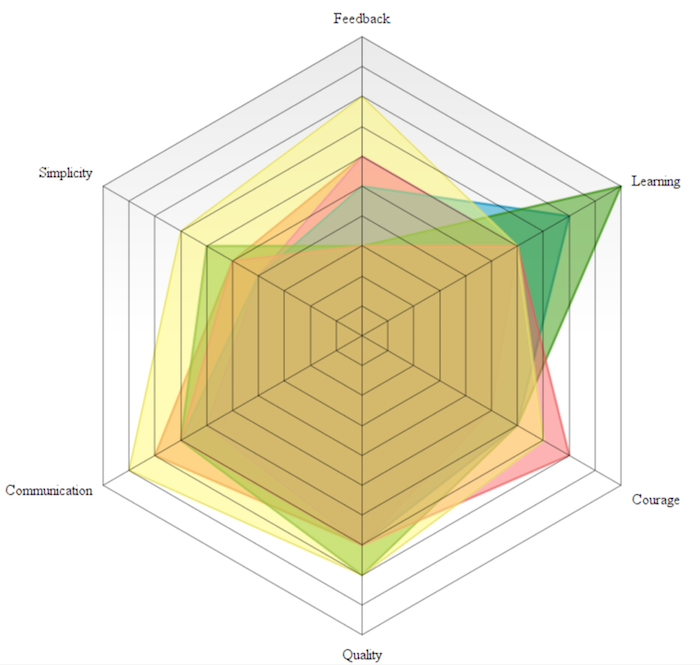 Feedback
Simplicity
Learning
Communication
Courage
Quality